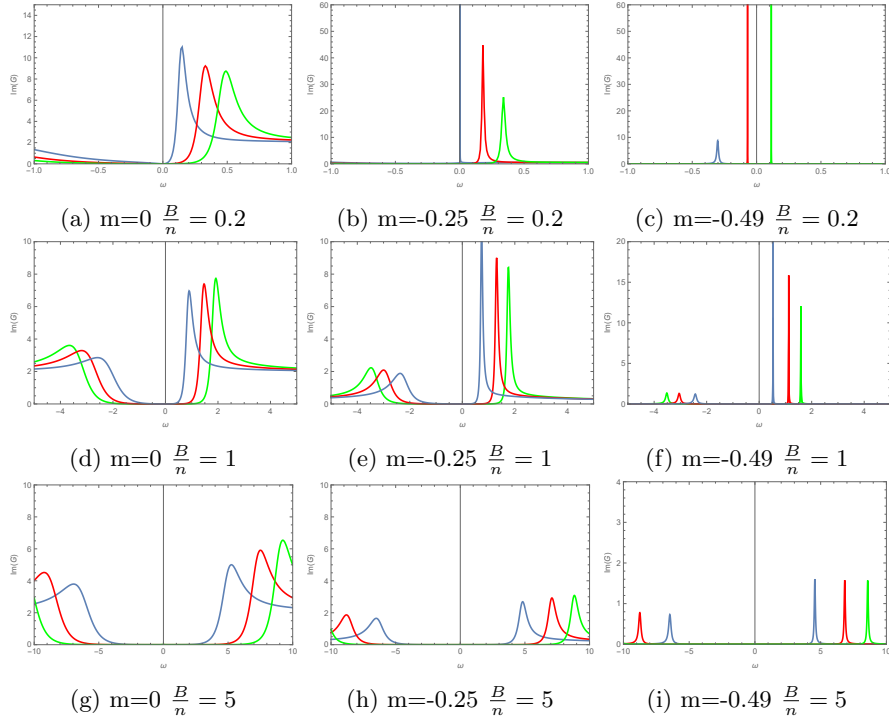 14
12
10
8
6
4
2
0
Im(G)
-1.0 -0.5 0.0 0.5 1.0
ω
60
50
40
30
20
10
0
Im(G)
-1.0 -0.5 0.0 0.5 1.0
ω
60
50
40
30
20
10
0
Im(G)
-1.0 -0.5 0.0 0.5 1.0
ω
(a) m=0 B/n = 0.2
(b) m=-0.25 B/n = 0.2
(c) m=-0.49 B/n = 0.2
10
8
6
4
2
0
Im(G)
-4 -2 0 2 4
ω
10
8
6
4
2
0
Im(G)
-4 -2 0 2 4
ω
20
15
10
5
0
Im(G)
-4 -2 0 2 4
ω
(d) m=0 B/n = 1
(e) m=-0.25 B/n = 1
(f) m=-0.49 B/n = 1
10
8
6
4
2
0
Im(G)
-10 -5 0 5 10
ω
10
8
6
4
2
0
Im(G)
-10 -5 0 5 10
ω
4
3
2
1
0
Im(G)
-10 -5 0 5 10
ω
(g) m=0 B/n = 5
(h) m=-0.25 B/n = 5
(i) m=-0.49 B/n = 5